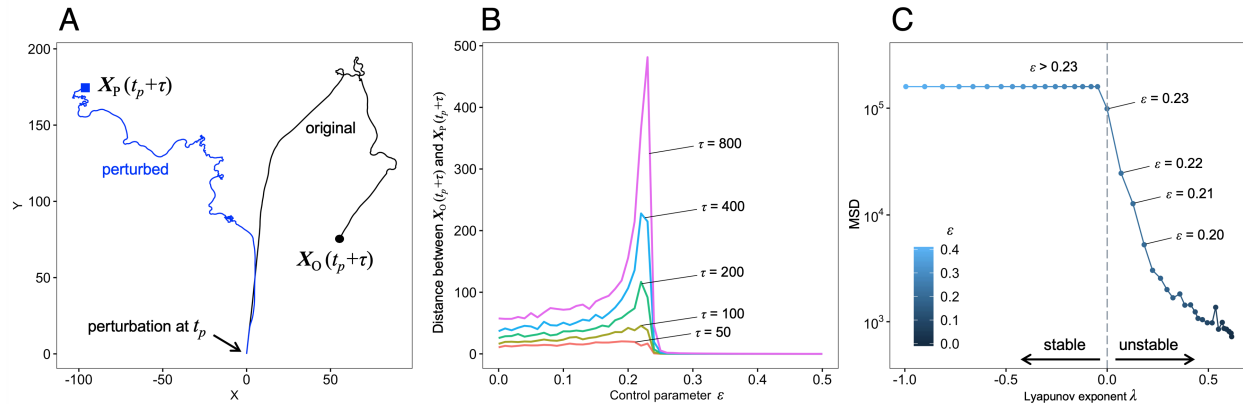 A
200
150
100
50
0
Y
-100
-50
0
50
X
X_P (t_p+τ)
perturbed
original
X_O (t_p+τ)
perturbation at t_p
B
500
400
300
200
100
0
Distance between X_O (t_p+τ) and X_P (t_p+τ)
0.0
0.1
0.2
0.3
0.4
0.5
Control parameter ε
τ = 800
τ = 400
τ = 200
τ = 100
τ = 50
C
10^5
10^4
10^3
MSD
-1.0
-0.5
0.0
0.5
Lyapunov exponent λ
ε > 0.23
ε = 0.23
ε = 0.22
ε = 0.21
ε = 0.20
ε
0.4
0.3
0.2
0.1
0.0
stable
unstable